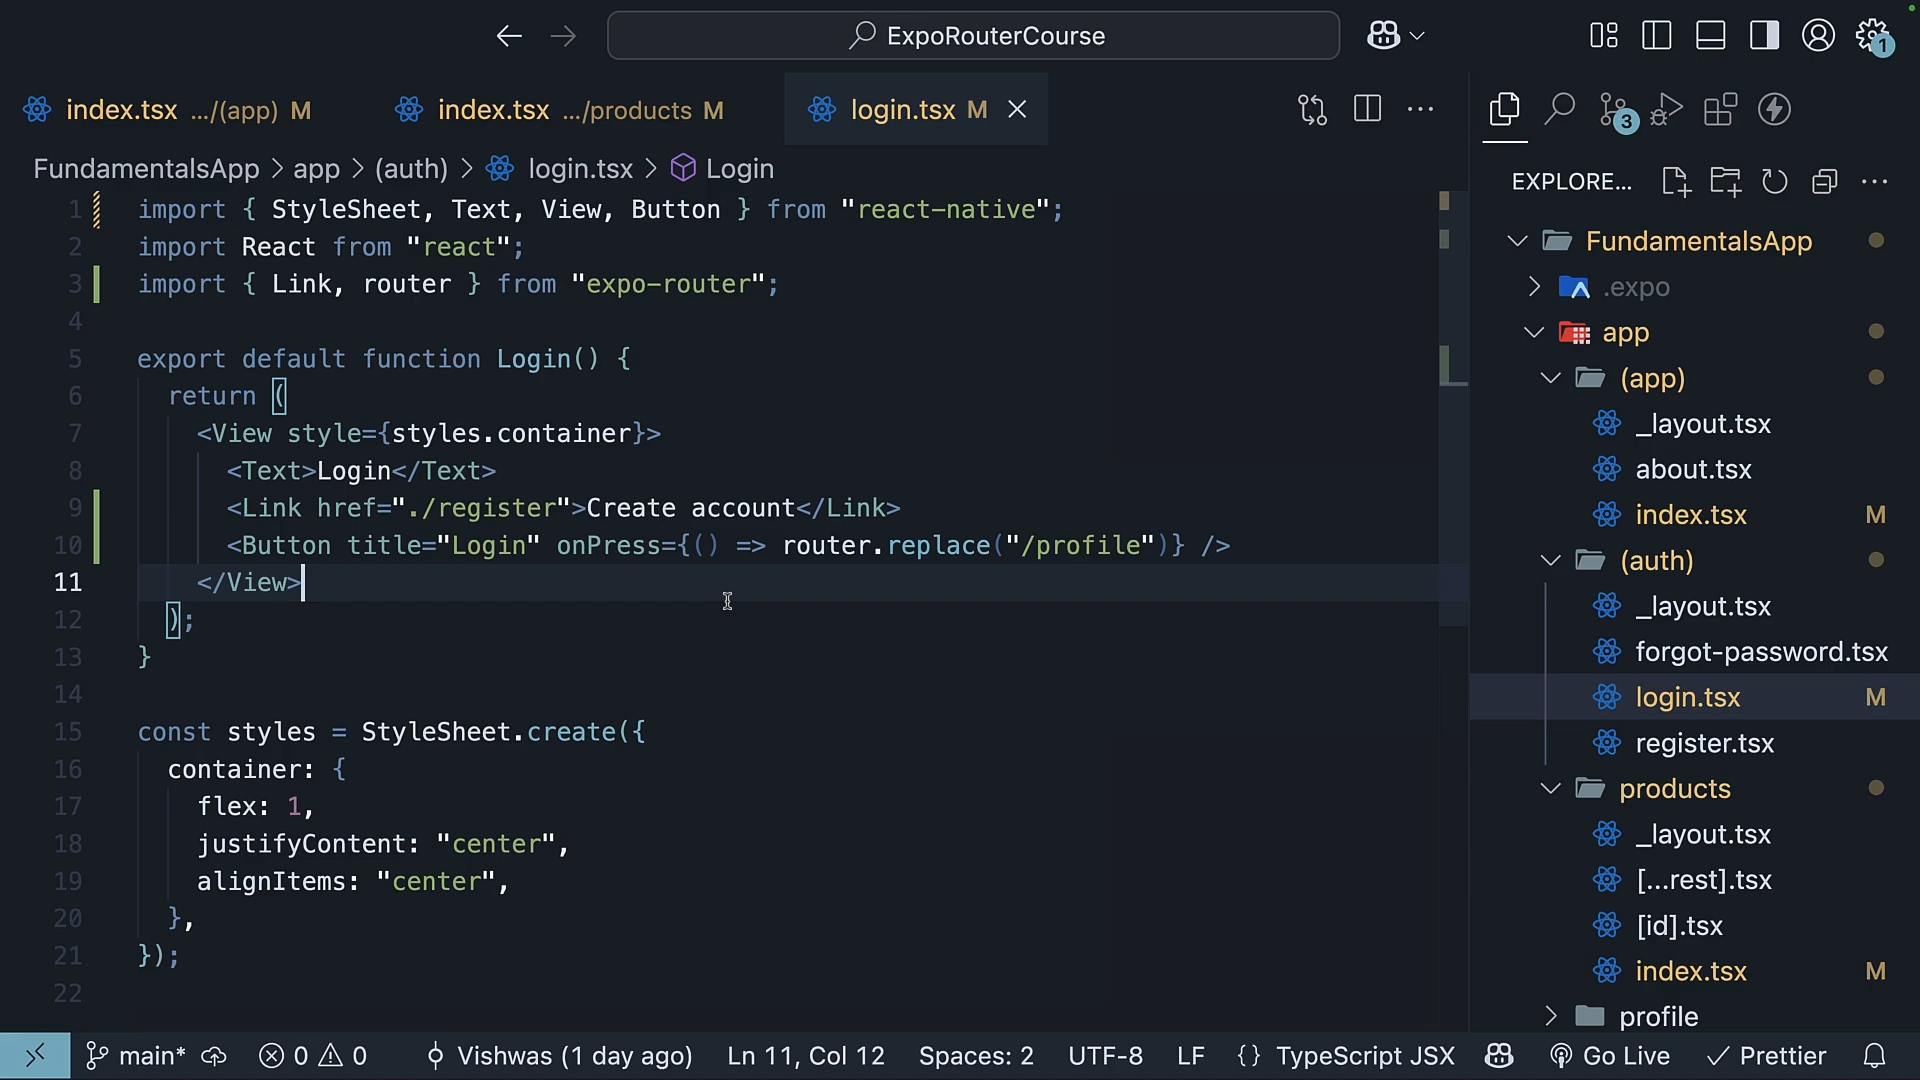 ExpoRouterCourse
1
index.tsx .../(app) M
index.tsx .../products M
login.tsx M
3
FundamentalsApp > app > (auth) > login.tsx > Login
EXPLORE...
1 import { StyleSheet, Text, View, Button } from "react-native";
2 import React from "react";
3 import { Link, router } from "expo-router";
4
5 export default function Login() {
6 return (
7 <View style={styles.container}>
8 <Text>Login</Text>
9 <Link href="./register">Create account</Link>
10 <Button title="Login" onPress={() => router.replace("/profile")} />
11 </View>
12 );
13 }
14
15 const styles = StyleSheet.create({
16 container: {
17 flex: 1,
18 justifyContent: "center",
19 alignItems: "center",
20 },
21 });
22
FundamentalsApp
.expo
app
(app)
_layout.tsx
about.tsx
index.tsx M
(auth)
_layout.tsx
forgot-password.tsx
login.tsx M
register.tsx
products
_layout.tsx
[...rest].tsx
[id].tsx
index.tsx M
profile
main* 0 0 Vishwas (1 day ago) Ln 11, Col 12 Spaces: 2 UTF-8 LF {} TypeScript JSX Go Live Prettier